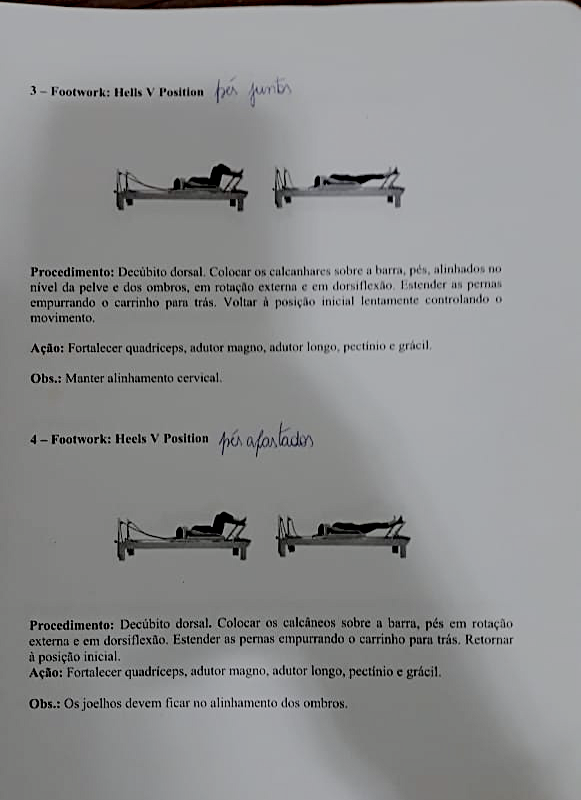 3 – Footwork: Hells V Position pés juntos
Procedimento: Decúbito dorsal. Colocar os calcanhares sobre a barra, pés, alinhados no
nível da pelve e dos ombros, em rotação externa e em dorsiflexão. Estender as pernas
empurrando o carrinho para trás. Voltar à posição inicial lentamente controlando o
movimento.
Ação: Fortalecer quadríceps, adutor magno, adutor longo, pectínio e grácil.
Obs.: Manter alinhamento cervical.
4 – Footwork: Heels V Position pés afastados
Procedimento: Decúbito dorsal. Colocar os calcâneos sobre a barra, pés em rotação
externa e em dorsiflexão. Estender as pernas empurrando o carrinho para trás. Retornar
à posição inicial.
Ação: Fortalecer quadríceps, adutor magno, adutor longo, pectínio e grácil.
Obs.: Os joelhos devem ficar no alinhamento dos ombros.